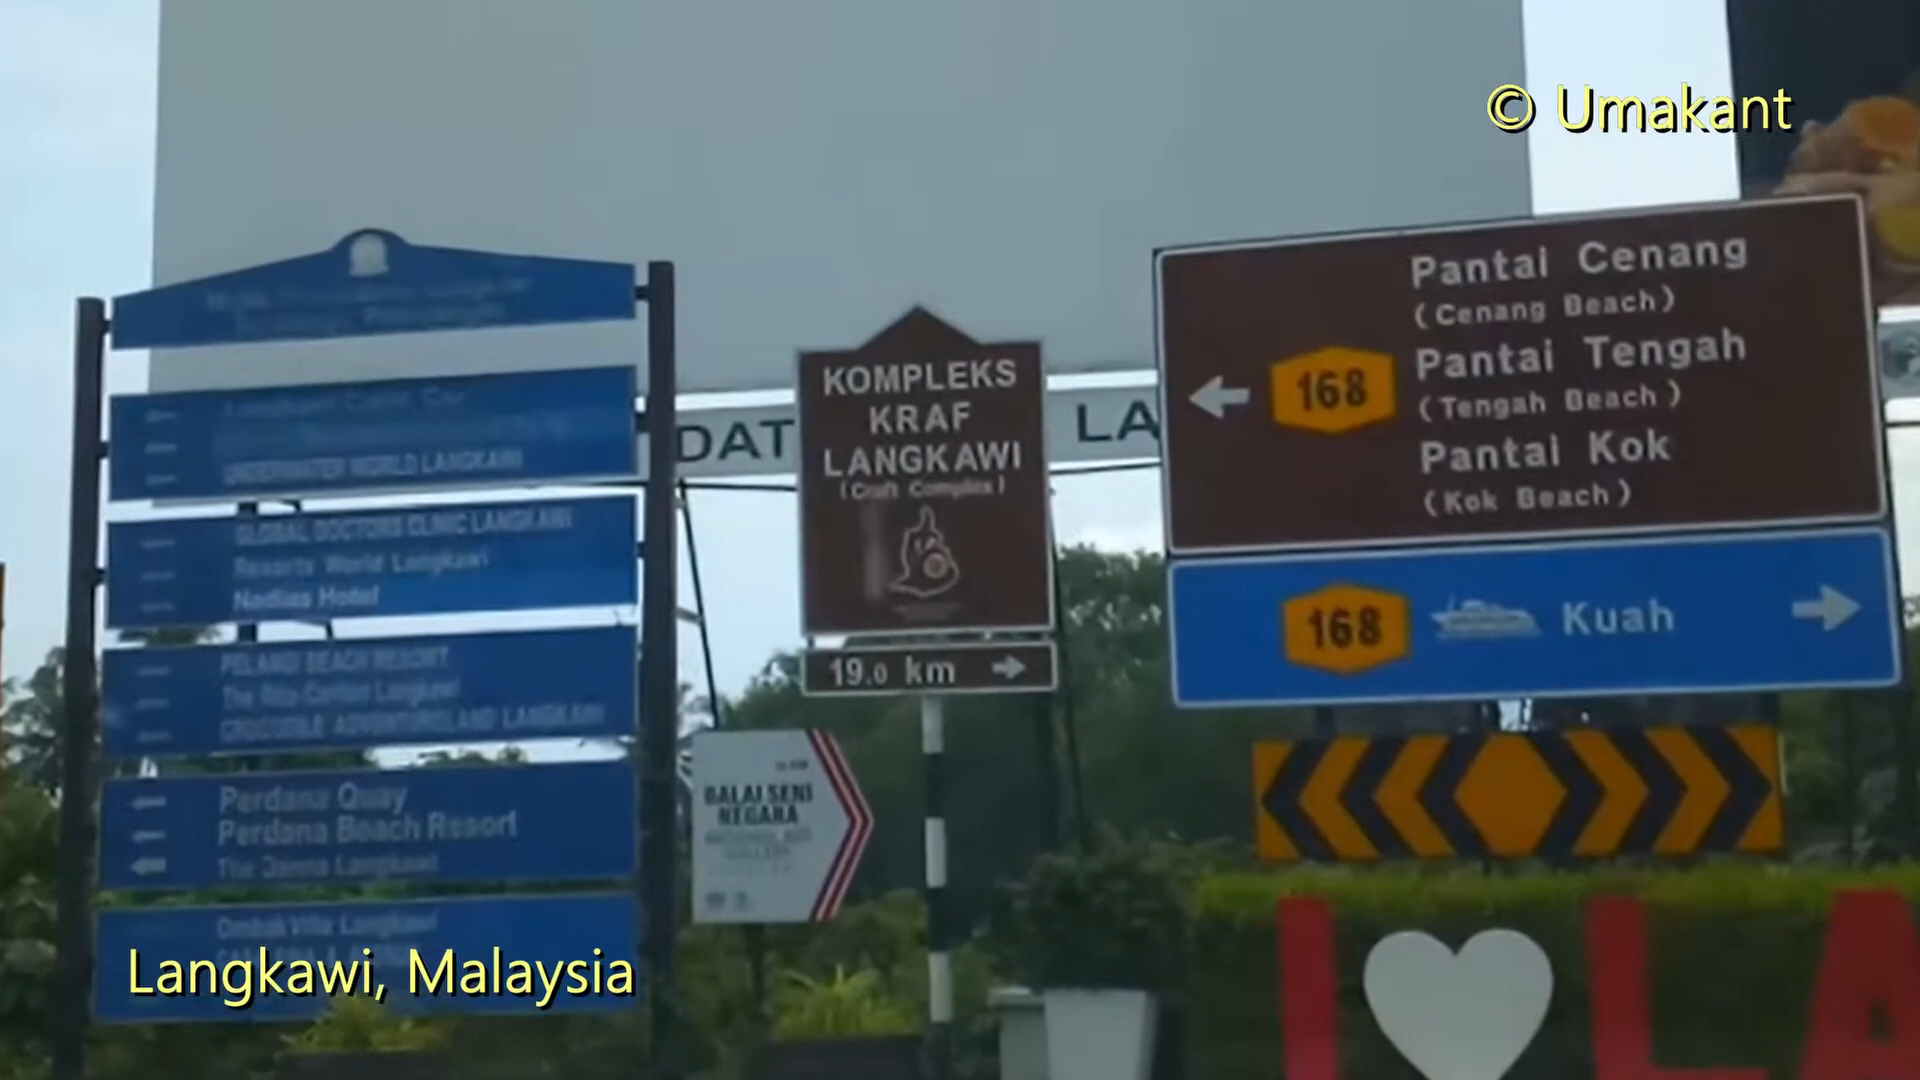 © Umakant
UNDERWATER WORLD LANGKAWI
GLOBAL DOCTORS CLINIC LANGKAWI
Resorts World Langkawi
Nadias Hotel
PELANGI BEACH RESORT
The Ritz-Carlton Langkawi
CROCODILE ADVENTURELAND LANGKAWI
Perdana Quay
Perdana Beach Resort
The Danna Langkawi
Ombak Villa Langkawi
Langkawi, Malaysia
DAT
LA
KOMPLEKS
KRAF
LANGKAWI
(Craft Complex)
19.0 km
BALAI SENI
NEGARA
Pantai Cenang
(Cenang Beach)
168
Pantai Tengah
(Tengah Beach)
Pantai Kok
(Kok Beach)
168
Kuah
I
LA